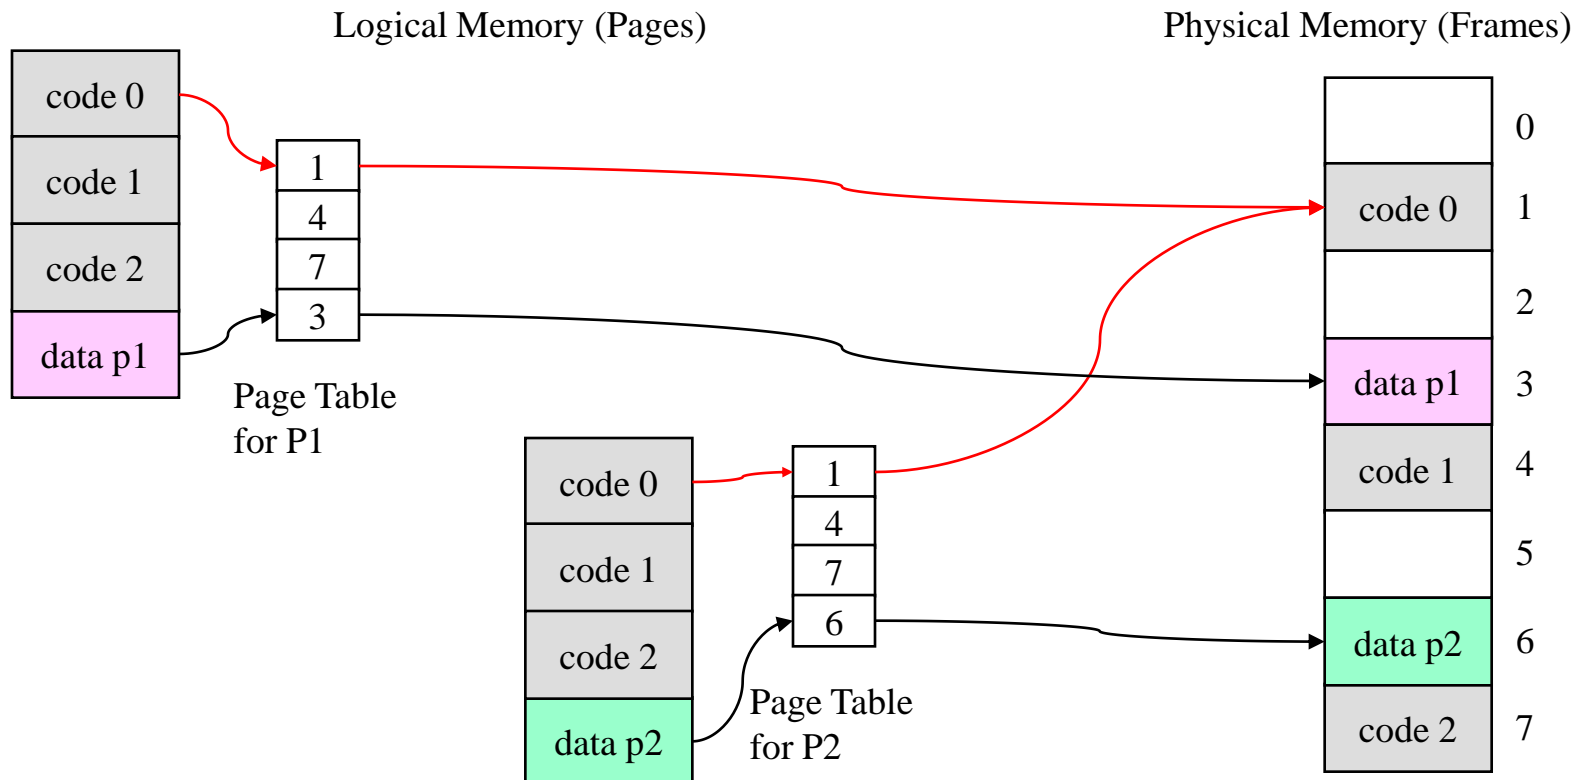 Logical Memory (Pages)
Physical Memory (Frames)
code 0
code 1
code 2
data p1
1
4
7
3
Page Table
for P1
code 0
code 1
code 2
data p2
1
4
7
6
Page Table
for P2
0
code 0 1
2
data p1 3
code 1 4
5
data p2 6
code 2 7